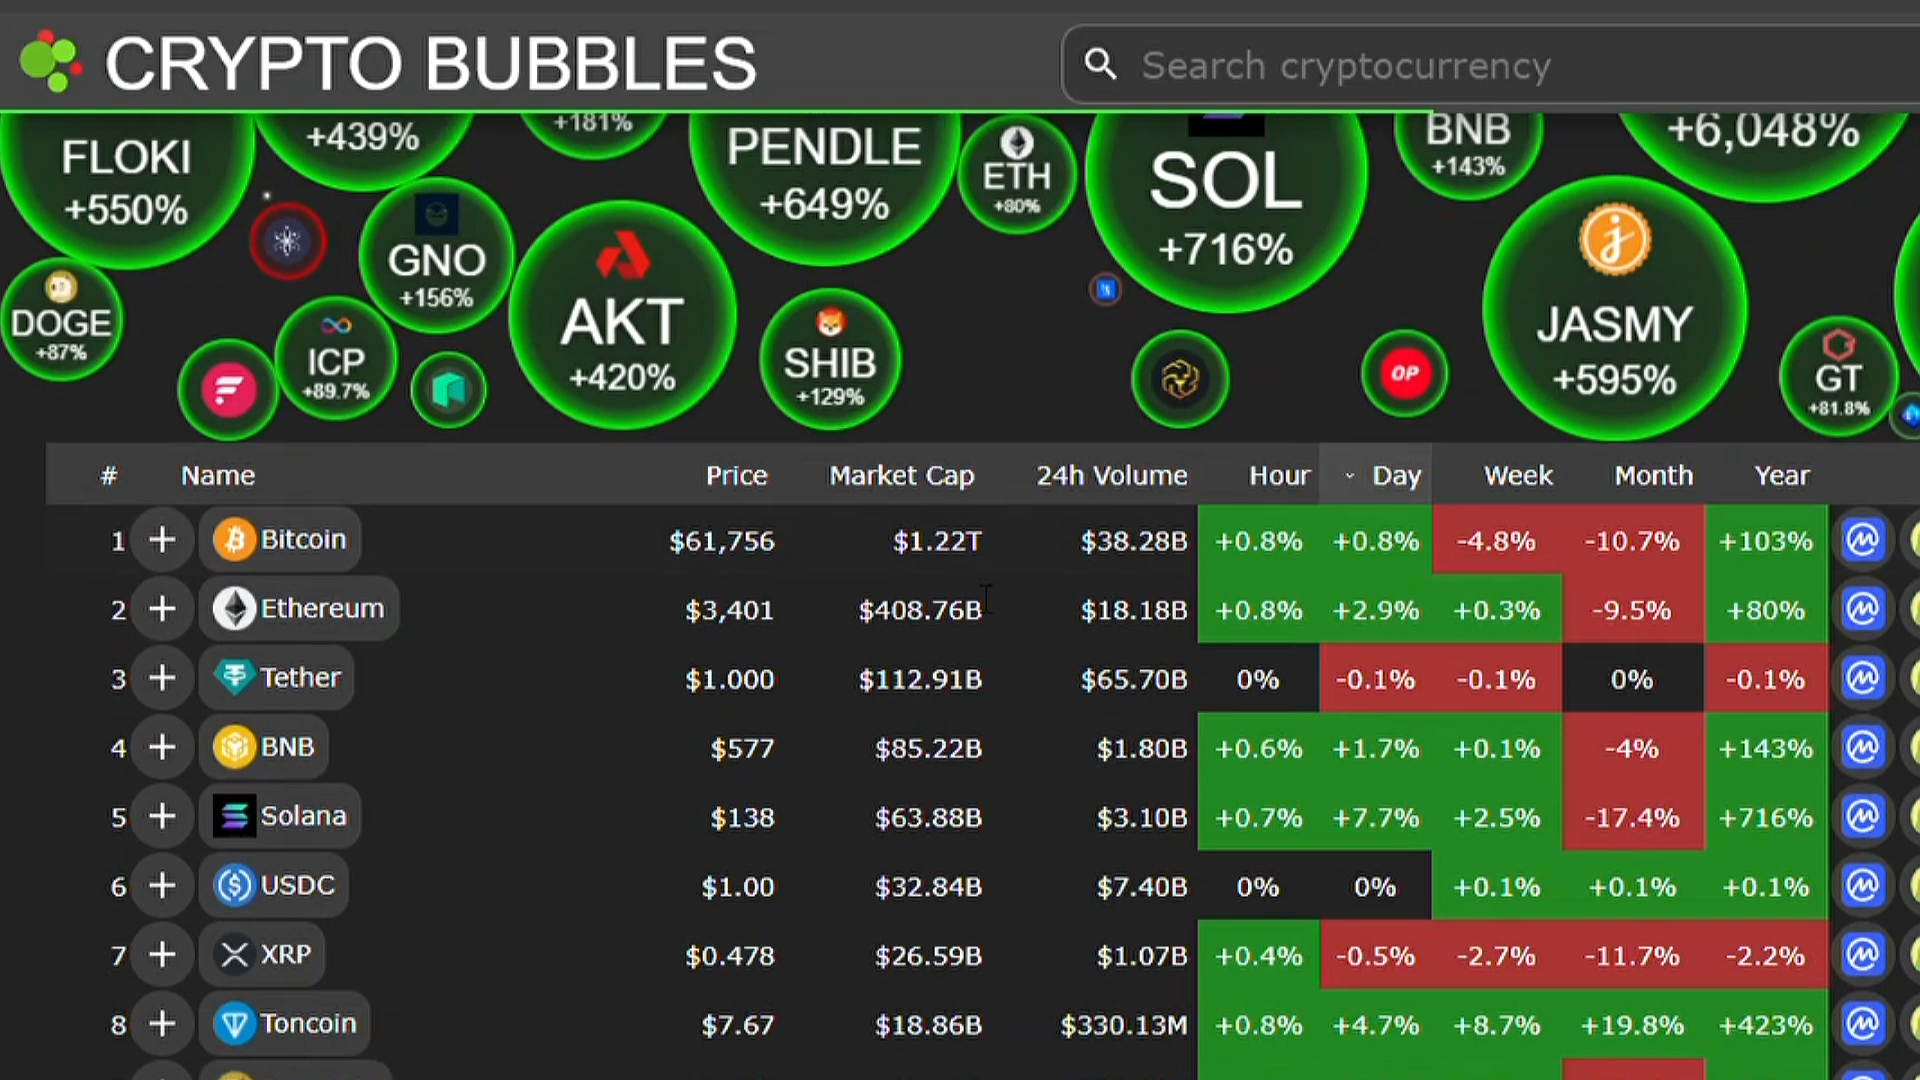 CRYPTO BUBBLES
Search cryptocurrency
FLOKI
+550%
+439%
+181%
PENDLE
+649%
ETH
+80%
SOL
+716%
BNB
+143%
+6,048%
GNO
+156%
AKT
+420%
JASMY
+595%
DOGE
+87%
ICP
+89.7%
SHIB
+129%
OP
GT
+81.8%
# Name Price Market Cap 24h Volume Hour Day Week Month Year
1 + Bitcoin $61,756 $1.22T $38.28B +0.8% +0.8% -4.8% -10.7% +103%
2 + Ethereum $3,401 $408.76B $18.18B +0.8% +2.9% +0.3% -9.5% +80%
3 + Tether $1.000 $112.91B $65.70B 0% -0.1% -0.1% 0% -0.1%
4 + BNB $577 $85.22B $1.80B +0.6% +1.7% +0.1% -4% +143%
5 + Solana $138 $63.88B $3.10B +0.7% +7.7% +2.5% -17.4% +716%
6 + USDC $1.00 $32.84B $7.40B 0% 0% +0.1% +0.1% +0.1%
7 + XRP $0.478 $26.59B $1.07B +0.4% -0.5% -2.7% -11.7% -2.2%
8 + Toncoin $7.67 $18.86B $330.13M +0.8% +4.7% +8.7% +19.8% +423%